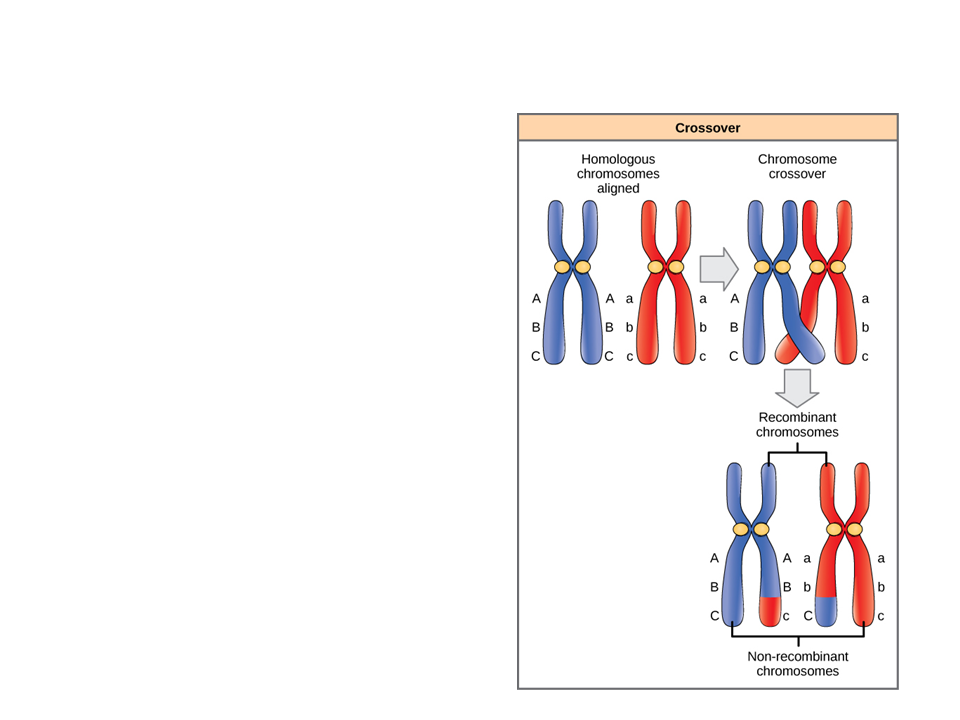 Crossover
Homologous
chromosomes
aligned
Chromosome
crossover
A A a a A a
B B b b B b
C C c c C c
Recombinant
chromosomes
A A a a
B B b b
C c C c
Non-recombinant
chromosomes